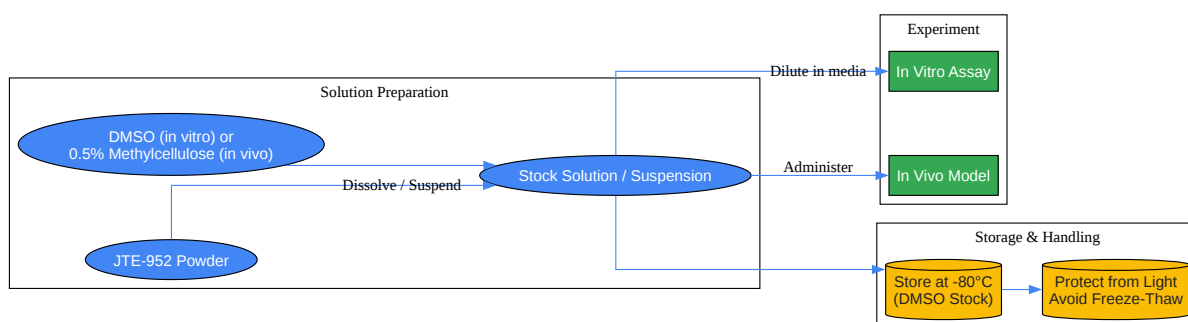 Experiment
Dilute in media
In Vitro Assay
Solution Preparation
DMSO (in vitro) or
0.5% Methylcellulose (in vivo)
Dissolve / Suspend
Stock Solution / Suspension
Administer
In Vivo Model
JTE-952 Powder
Storage & Handling
Store at -80°C
(DMSO Stock)
Protect from Light
Avoid Freeze-Thaw